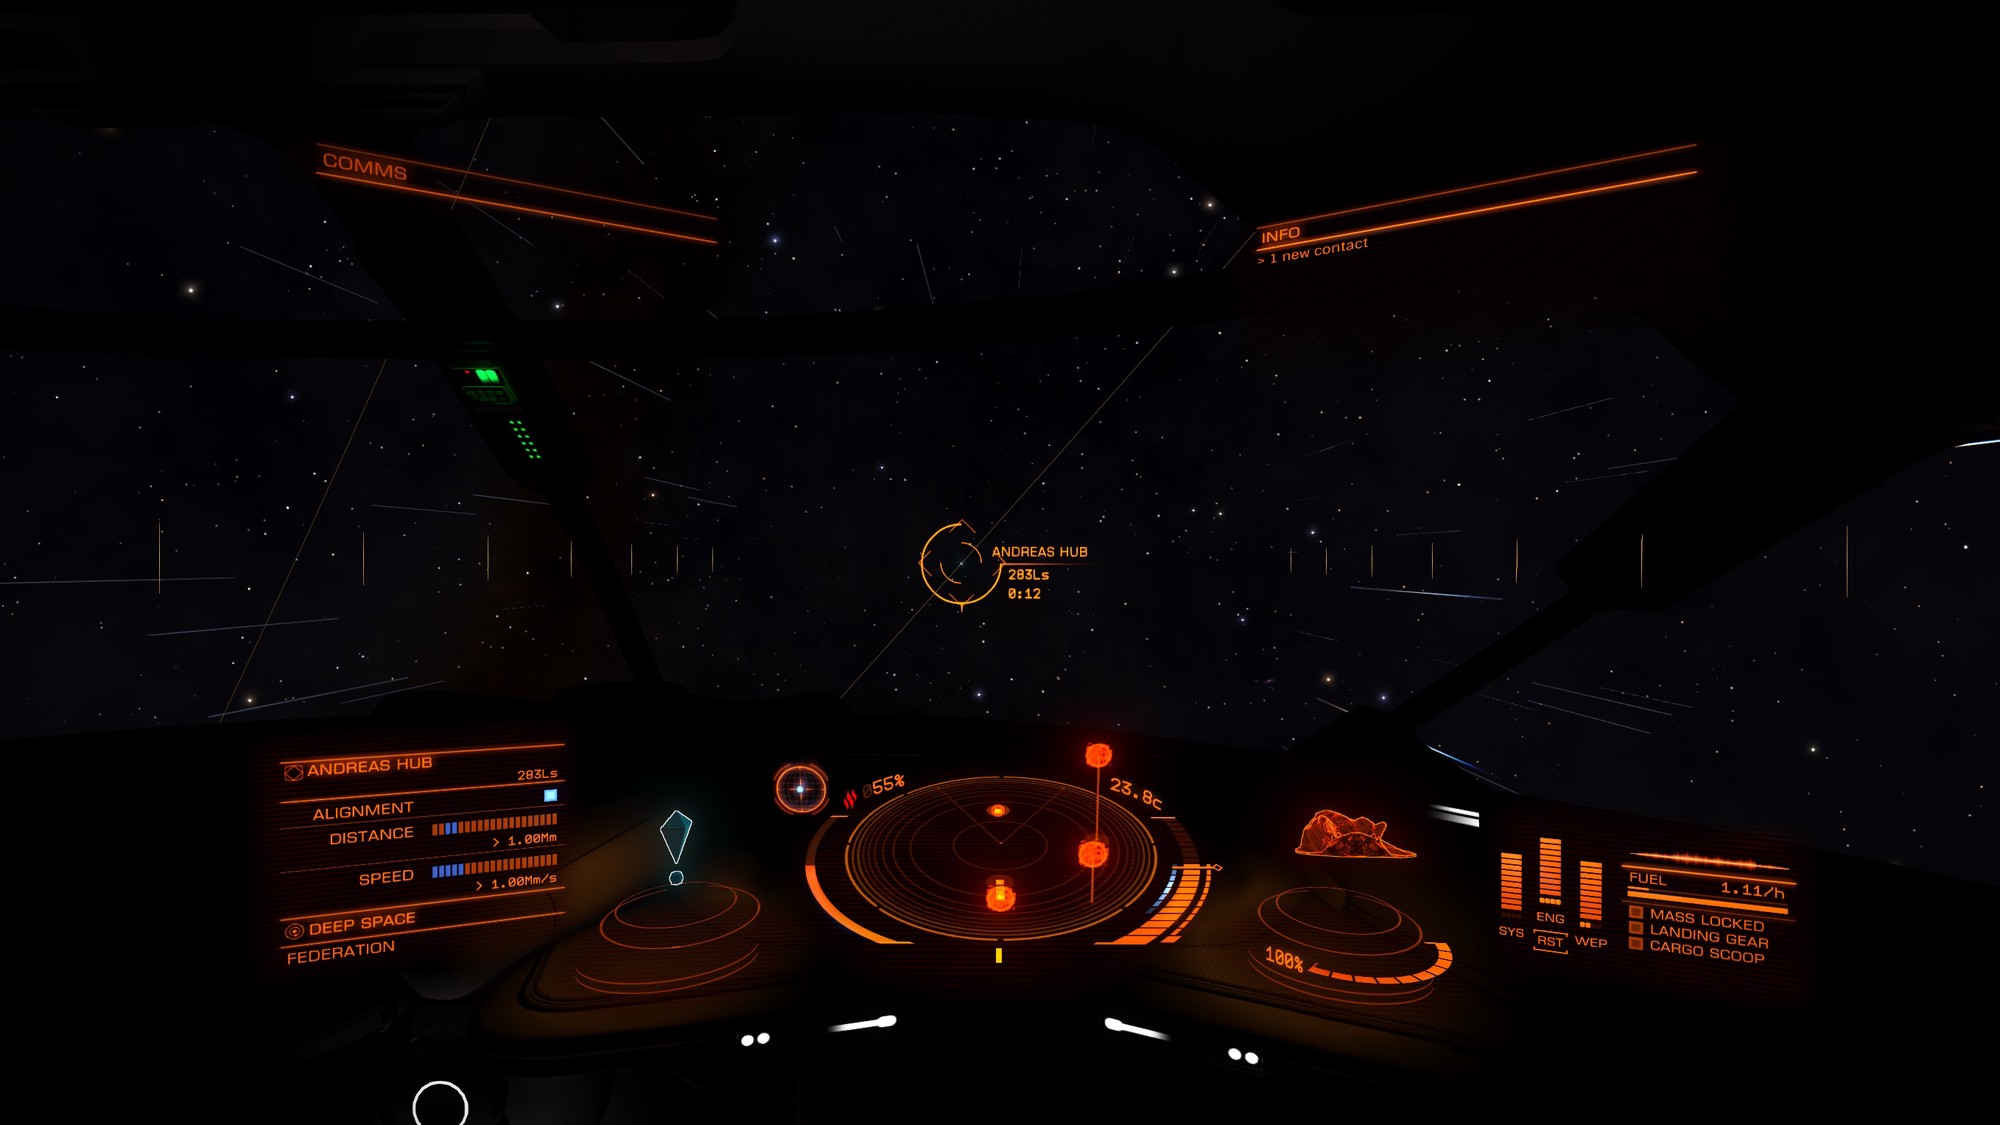 COMMS
INFO
> 1 new contact
ANDREAS HUB
283Ls
0:12
ANDREAS HUB
283Ls
ALIGNMENT
DISTANCE
> 1.00Mm
SPEED
> 1.00Mm/s
DEEP SPACE
FEDERATION
055%
23.8c
100%
SYS
ENG
RST
WEP
FUEL
1.11/h
MASS LOCKED
LANDING GEAR
CARGO SCOOP